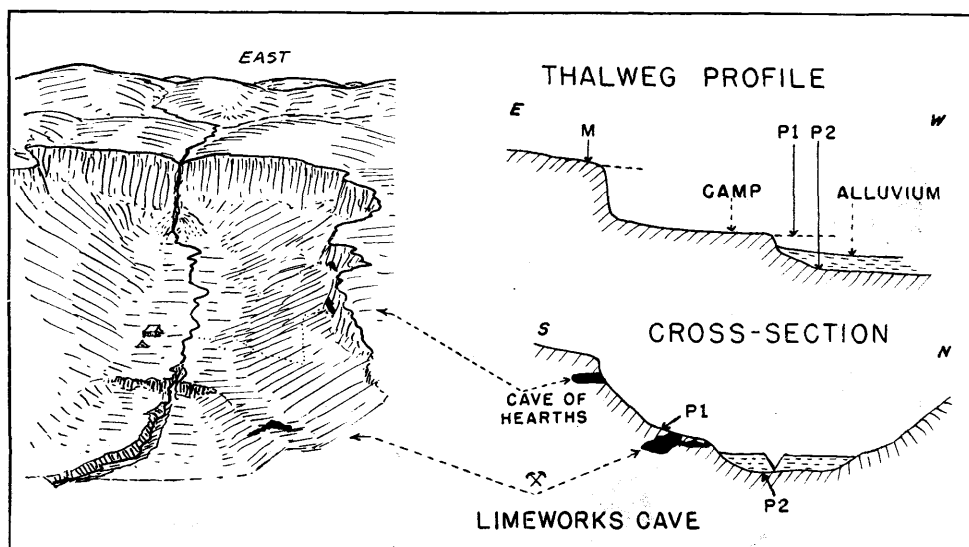 EAST
THALWEG PROFILE
E
W
M
P1 P2
CAMP
ALLUVIUM
CROSS-SECTION
S
N
CAVE OF
HEARTHS
P1
P2
LIMEWORKS CAVE